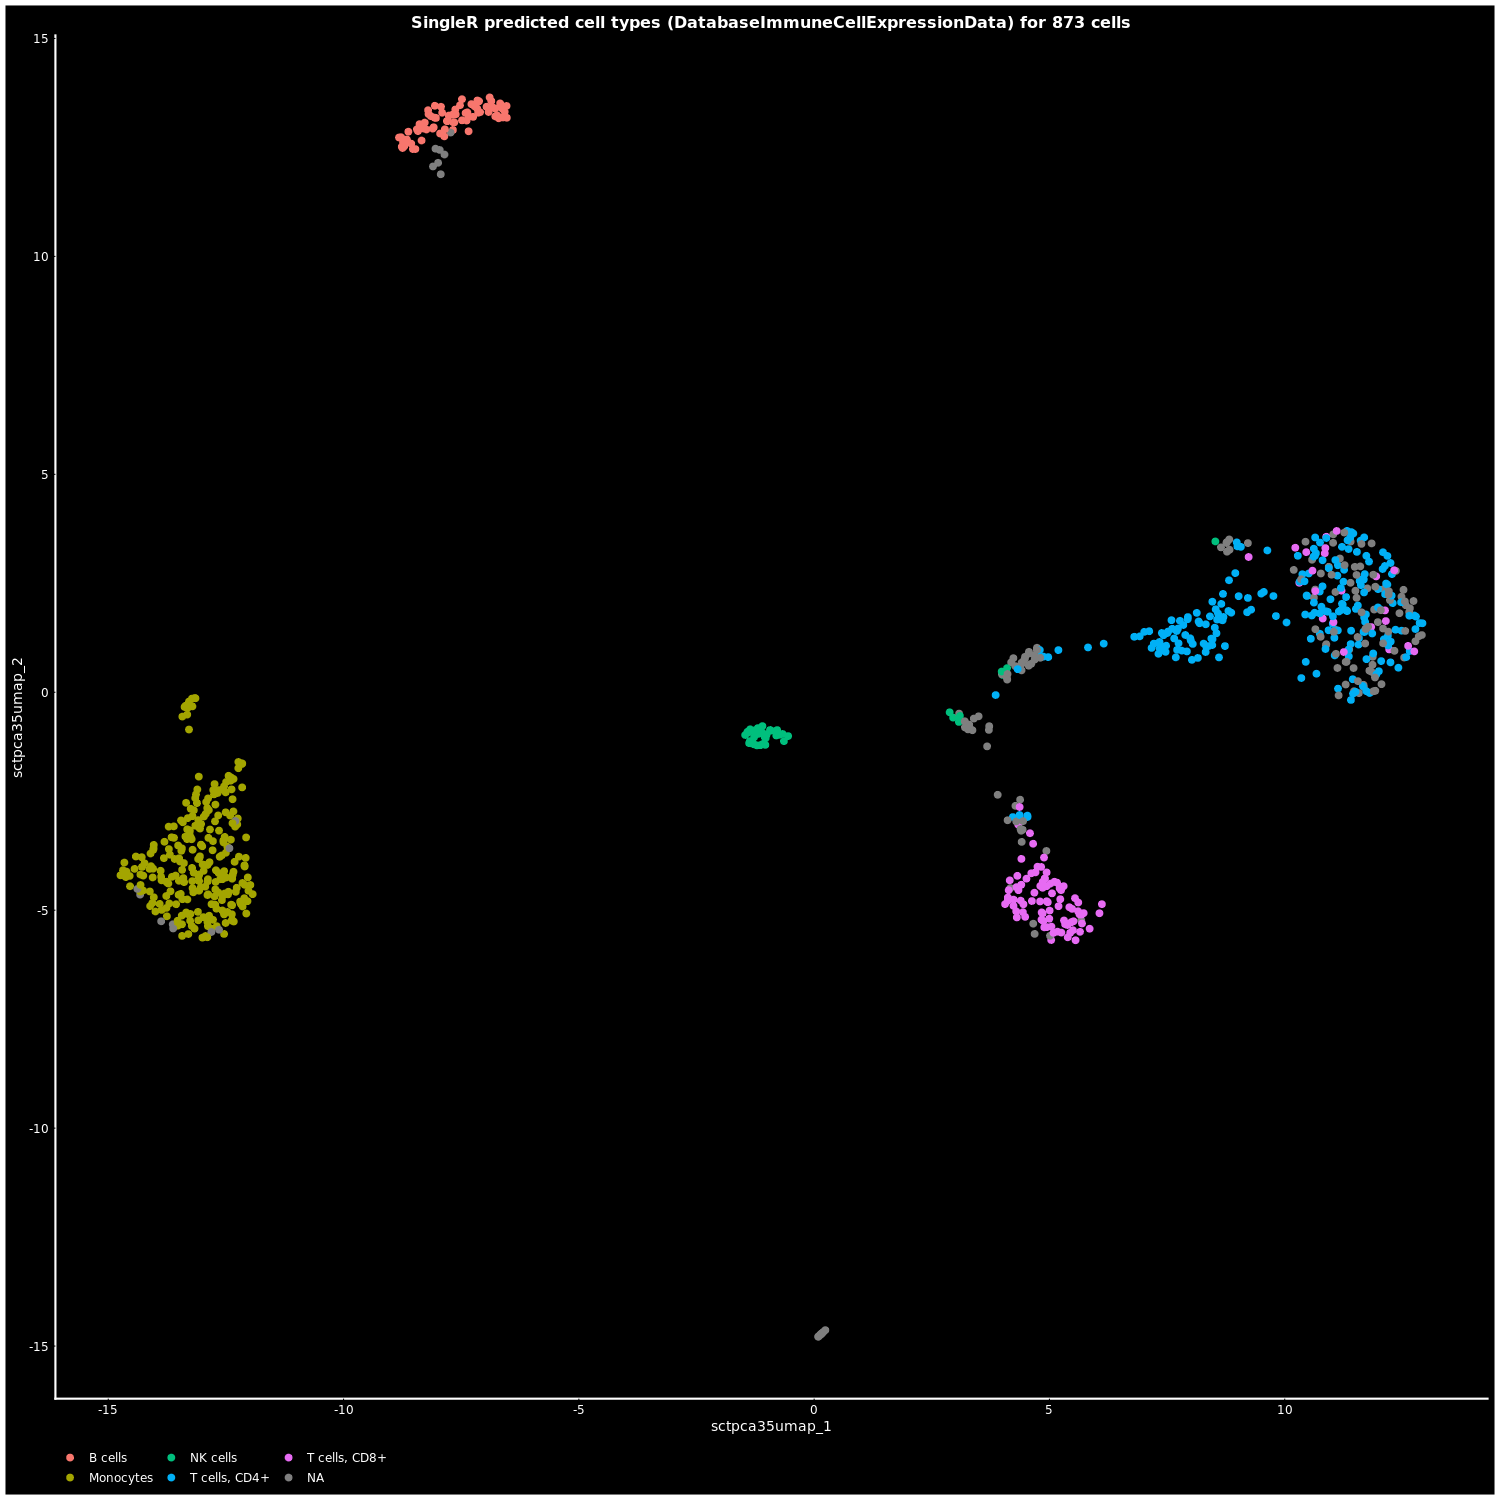 SingleR predicted cell types (DatabaseImmuneCellExpressionData) for 873 cells
15
10
5
0
-5
-10
-15
sctpca35umap_2
-15 -10 -5 0 5 10
sctpca35umap_1
B cells NK cells T cells, CD8+
Monocytes T cells, CD4+ NA